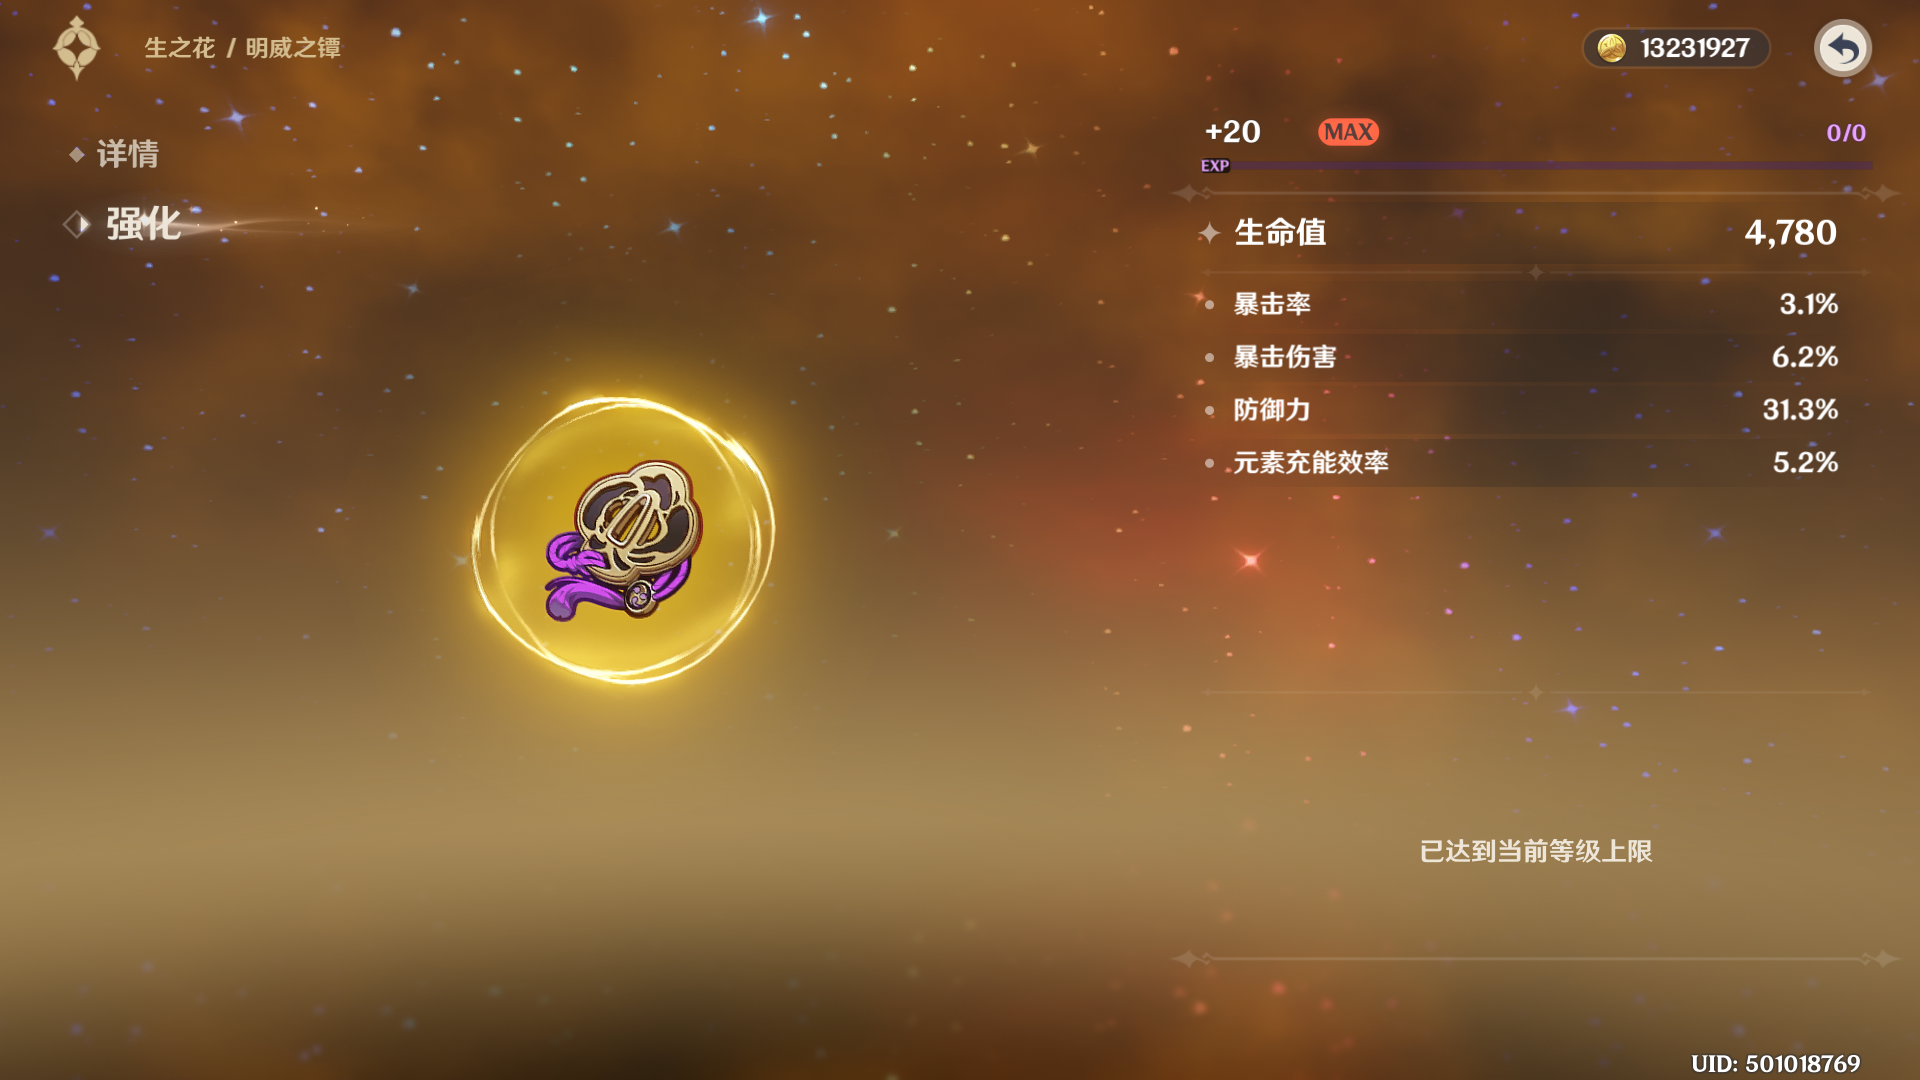 生之花 / 明威之镡
13231927
详情
强化
+20 MAX 0/0
EXP
生命值 4,780
暴击率 3.1%
暴击伤害 6.2%
防御力 31.3%
元素充能效率 5.2%
已达到当前等级上限
UID: 501018769